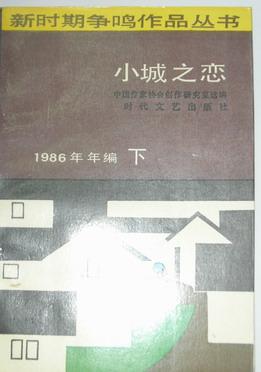 新时期争鸣作品丛书
小城之恋
中国作家协会创作研究室选编
时代文艺出版社
1986年年编 下